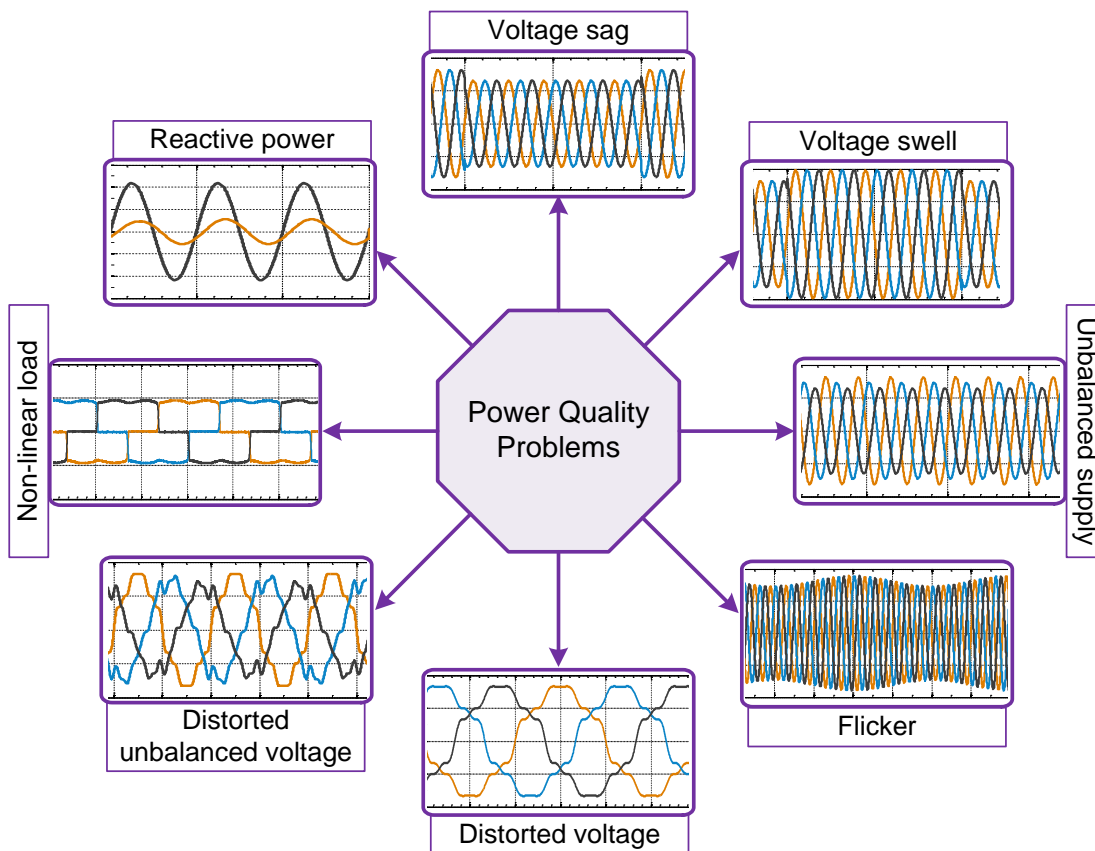 Voltage sag
Reactive power
Voltage swell
Non-linear load
Power Quality
Problems
Unbalanced supply
Distorted
unbalanced voltage
Flicker
Distorted voltage